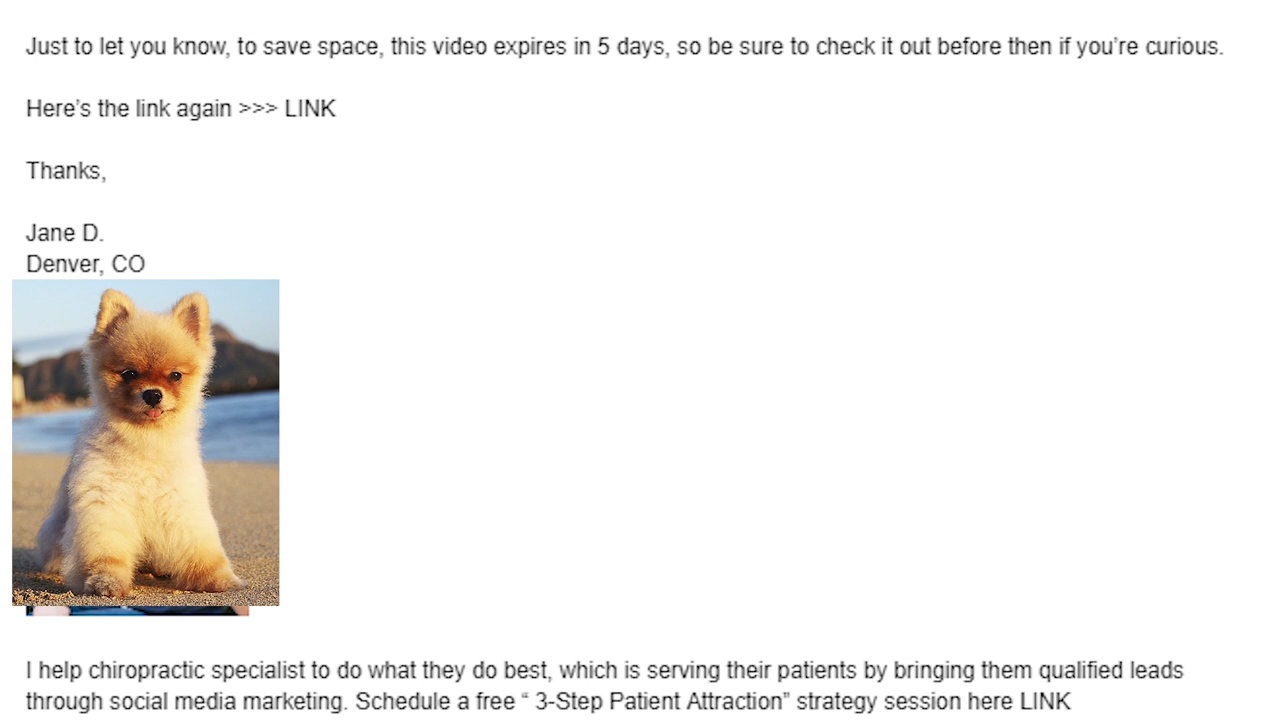 Just to let you know, to save space, this video expires in 5 days, so be sure to check it out before then if you’re curious.
Here’s the link again >>> LINK
Thanks,
Jane D.
Denver, CO
I help chiropractic specialist to do what they do best, which is serving their patients by bringing them qualified leads
through social media marketing. Schedule a free “ 3-Step Patient Attraction” strategy session here LINK